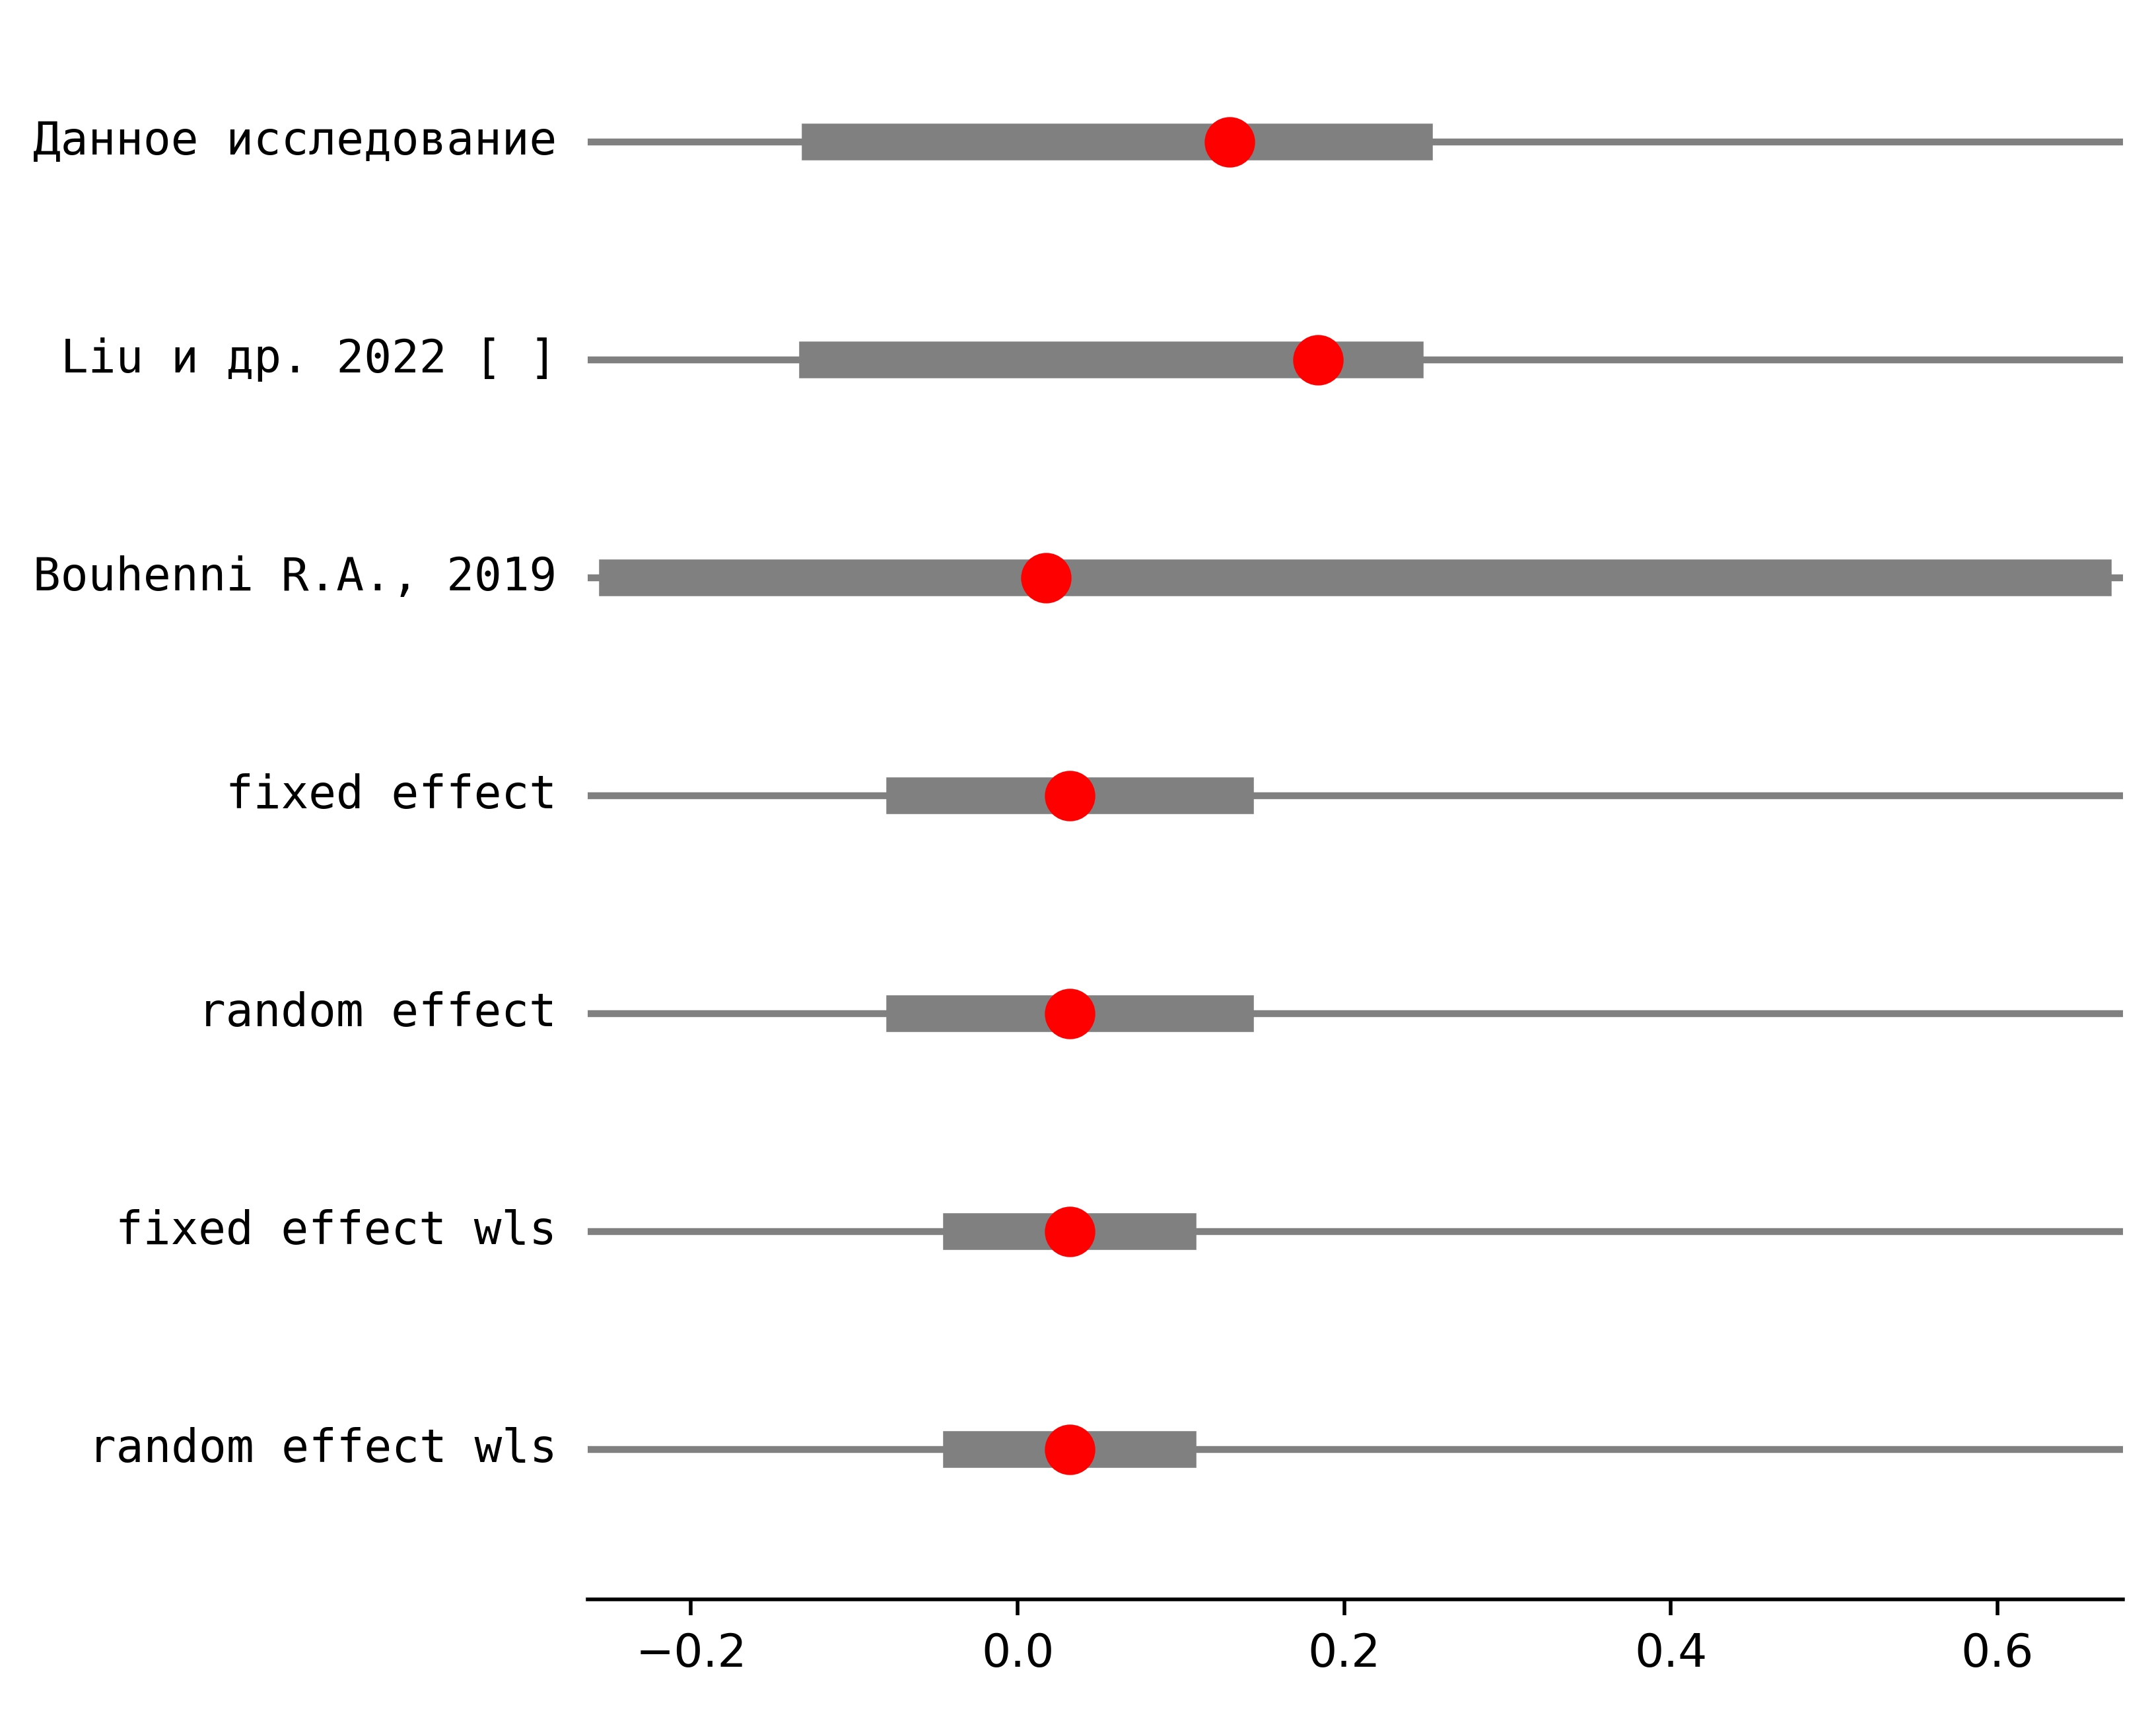 Данное исследование
Liu и др. 2022 [ ]
Bouhenni R.A., 2019
fixed effect
random effect
fixed effect wls
random effect wls
−0.2 0.0 0.2 0.4 0.6